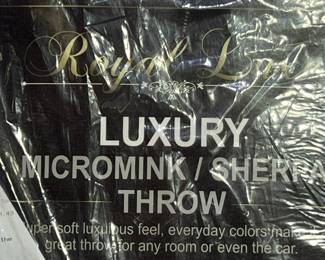 Royal Lux
LUXURY
MICROMINK / SHERPA
THROW
super soft luxurious feel, everyday colors make
great throw for any room or even the car.